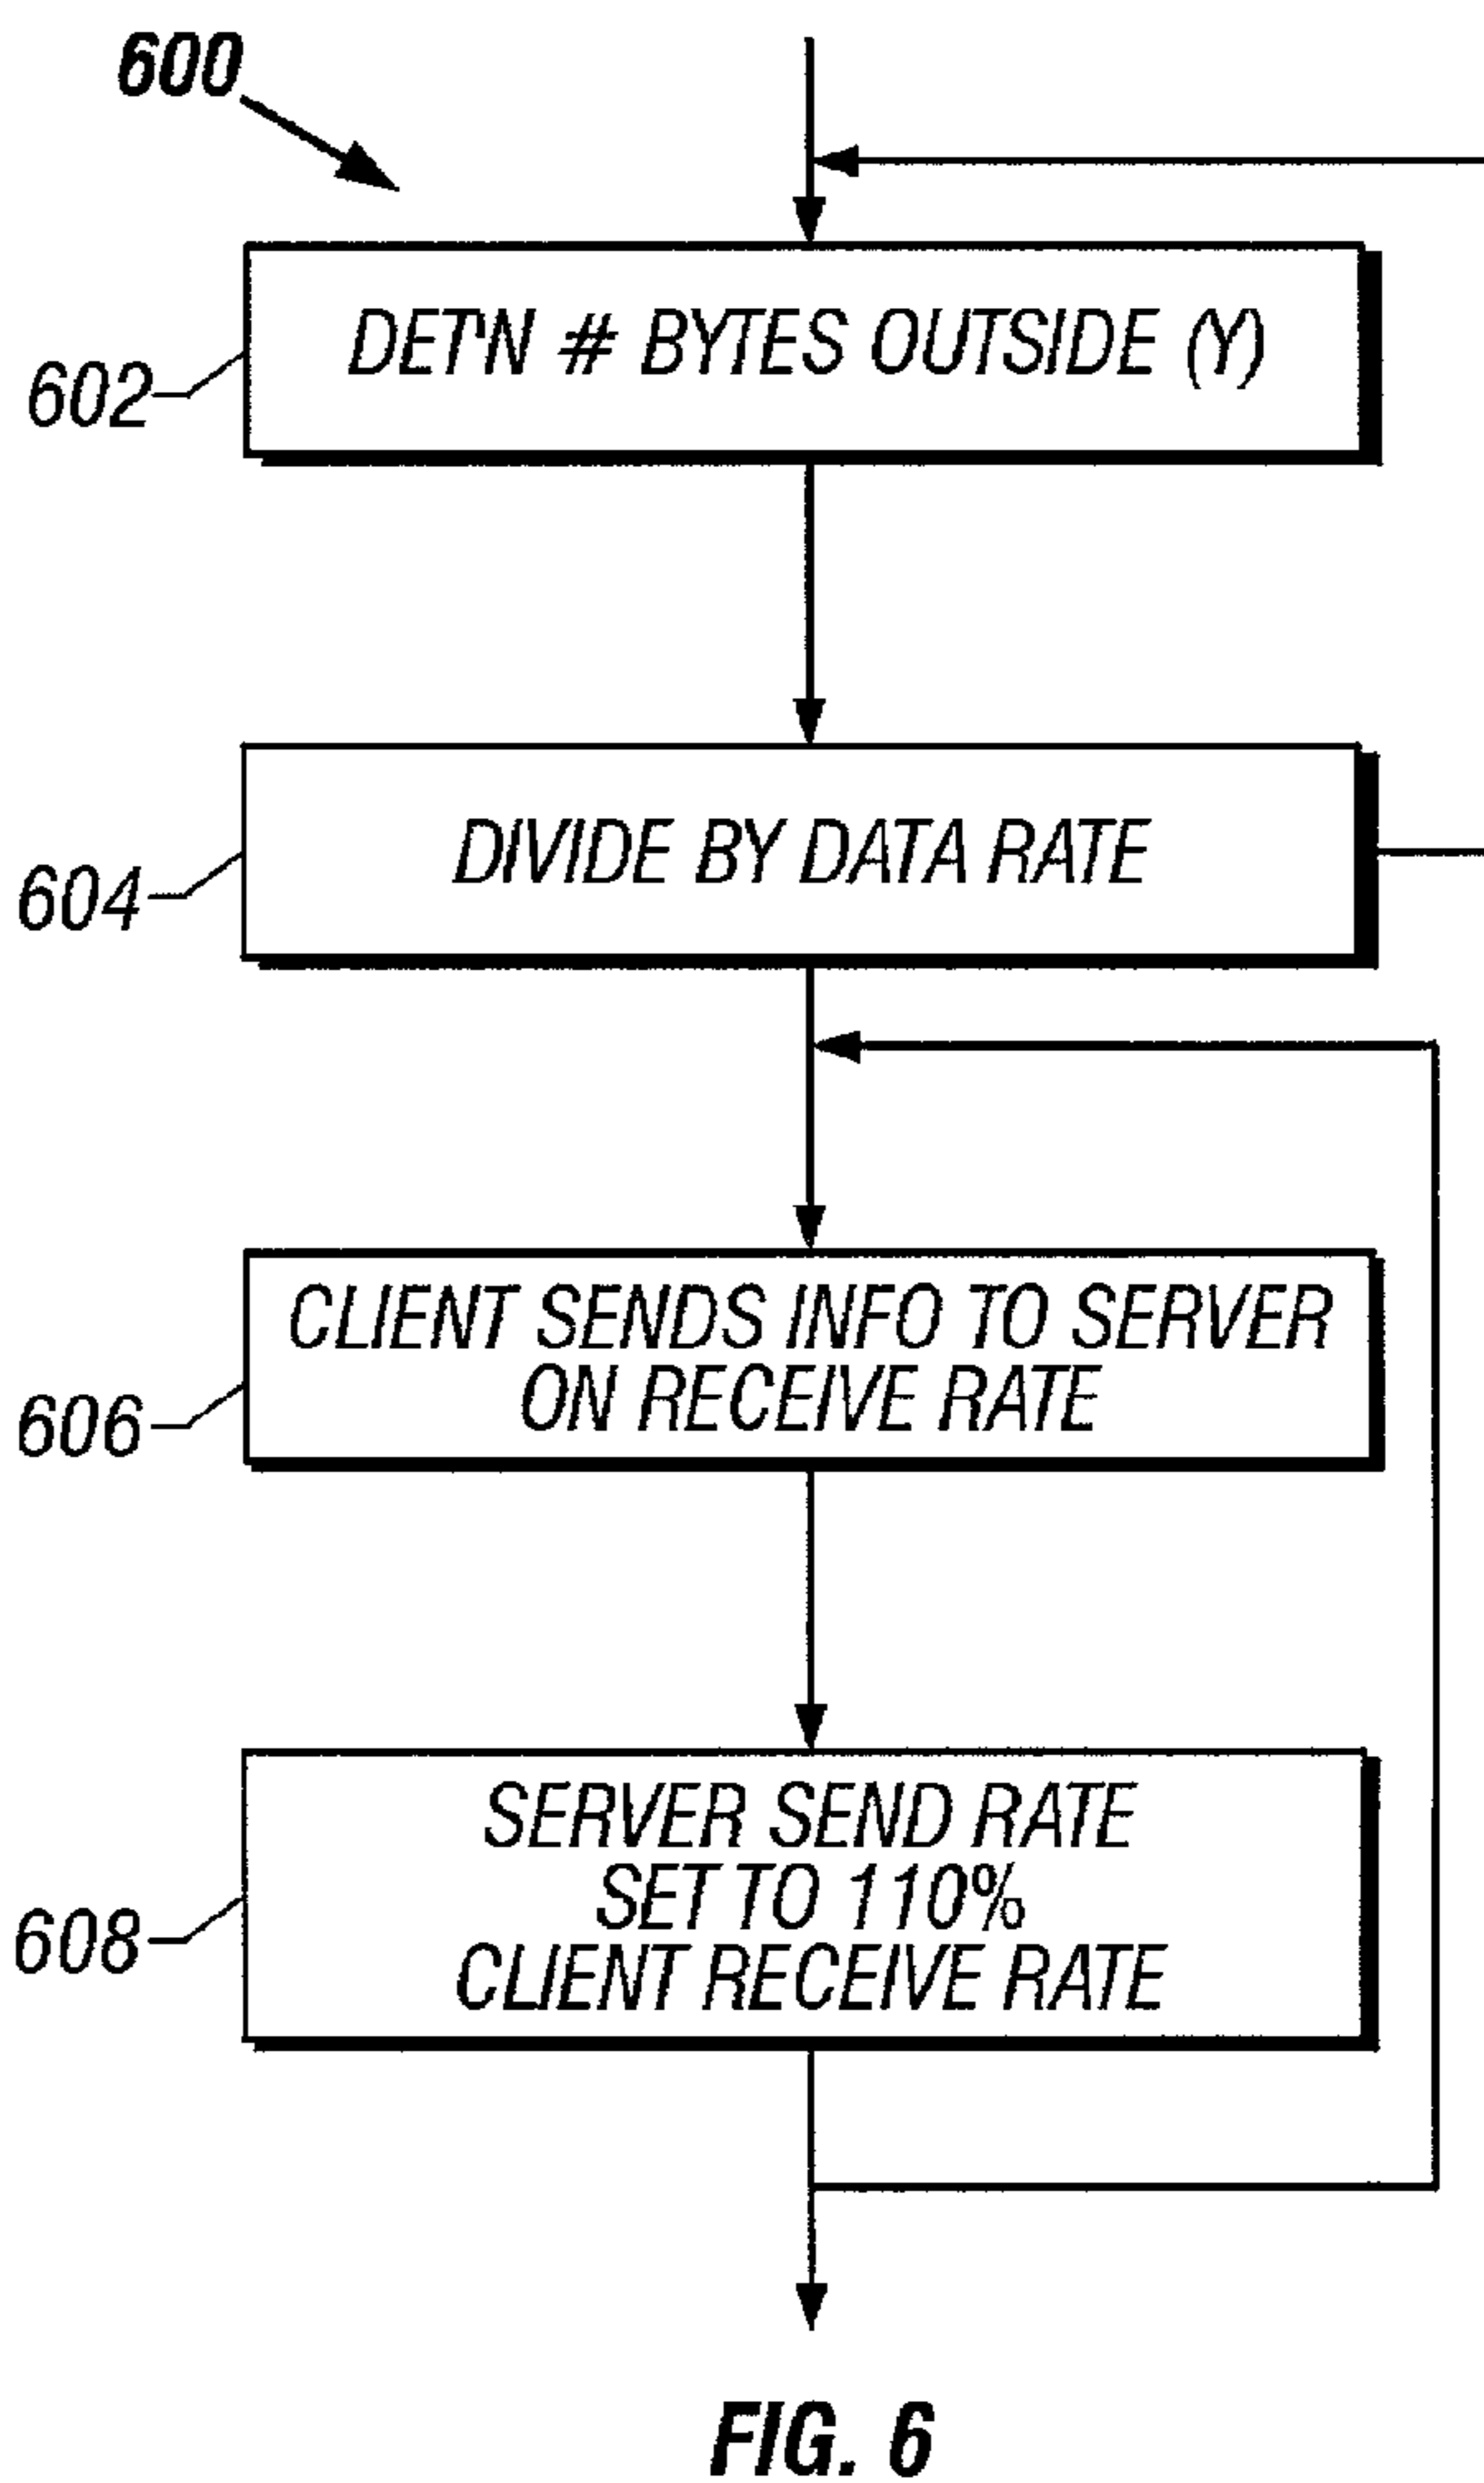 600
DET'N # BYTES OUTSIDE (Y)
602
DIVIDE BY DATA RATE
604
CLIENT SENDS INFO TO SERVER
ON RECEIVE RATE
606
SERVER SEND RATE
SET TO 110%
CLIENT RECEIVE RATE
608
FIG. 6